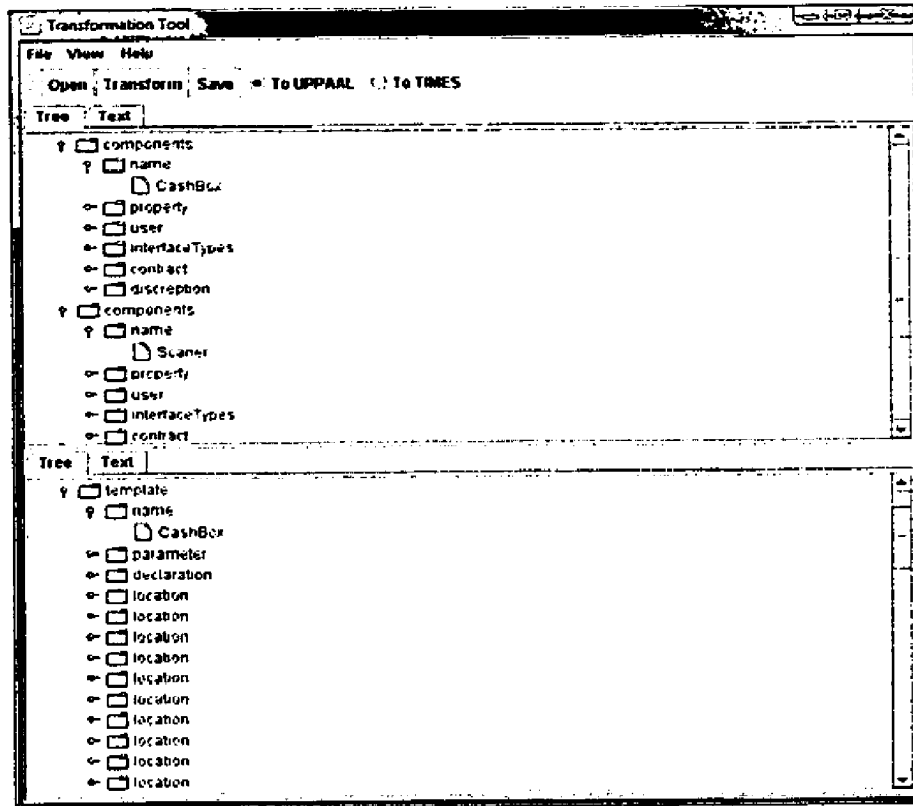 Transformation Tool
File View Help
Open Transform Save To UPPAAL To TIMES
Tree Text
components
name
CashBox
property
user
interfaceTypes
contract
discreption
components
name
Scaner
property
user
interfaceTypes
contract
Tree Text
template
name
CashBox
parameter
declaration
location
location
location
location
location
location
location
location
location
location